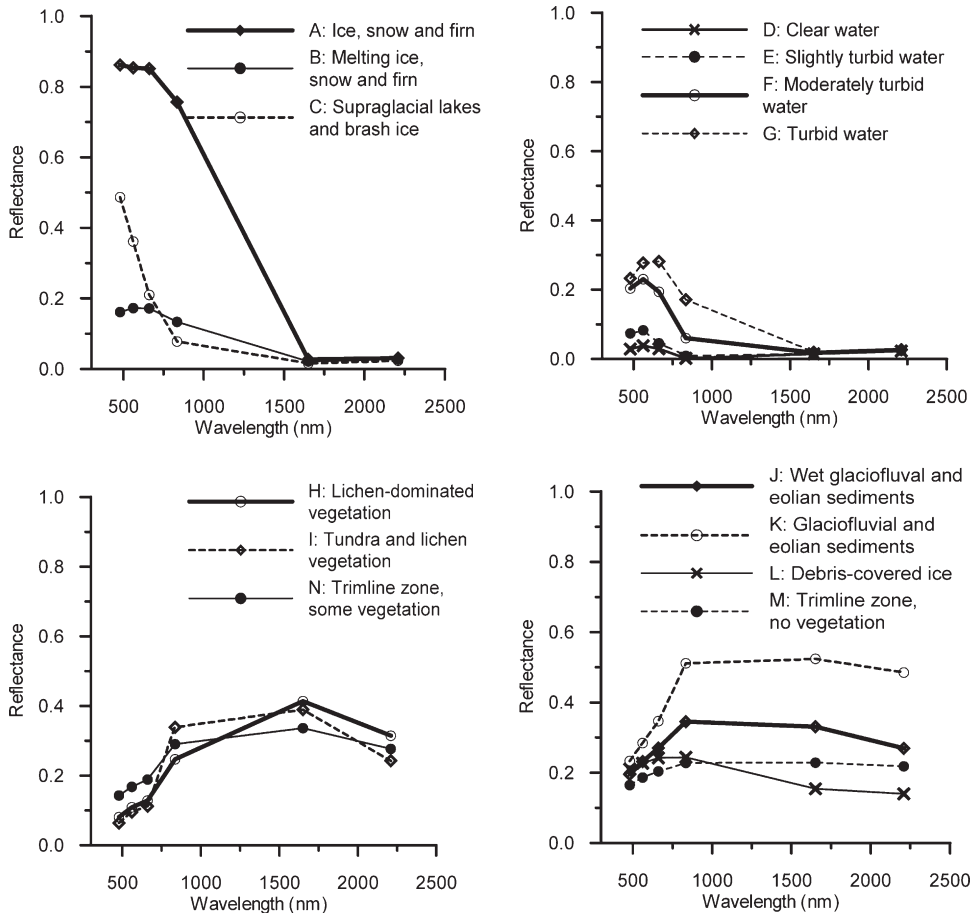 1.0
0.8
0.6
0.4
0.2
0.0
Reflectance
500
1000
1500
2000
2500
Wavelength (nm)
A: Ice, snow and firn
B: Melting ice,
snow and firn
C: Supraglacial lakes
and brash ice
1.0
0.8
0.6
0.4
0.2
0.0
Reflectance
500
1000
1500
2000
2500
Wavelength (nm)
D: Clear water
E: Slightly turbid water
F: Moderately turbid
water
G: Turbid water
1.0
0.8
0.6
0.4
0.2
0.0
Reflectance
500
1000
1500
2000
2500
Wavelength (nm)
H: Lichen-dominated
vegetation
I: Tundra and lichen
vegetation
N: Trimline zone,
some vegetation
1.0
0.8
0.6
0.4
0.2
0.0
Reflectance
500
1000
1500
2000
2500
Wavelength (nm)
J: Wet glaciofluval and
eolian sediments
K: Glaciofluvial and
eolian sediments
L: Debris-covered ice
M: Trimline zone,
no vegetation